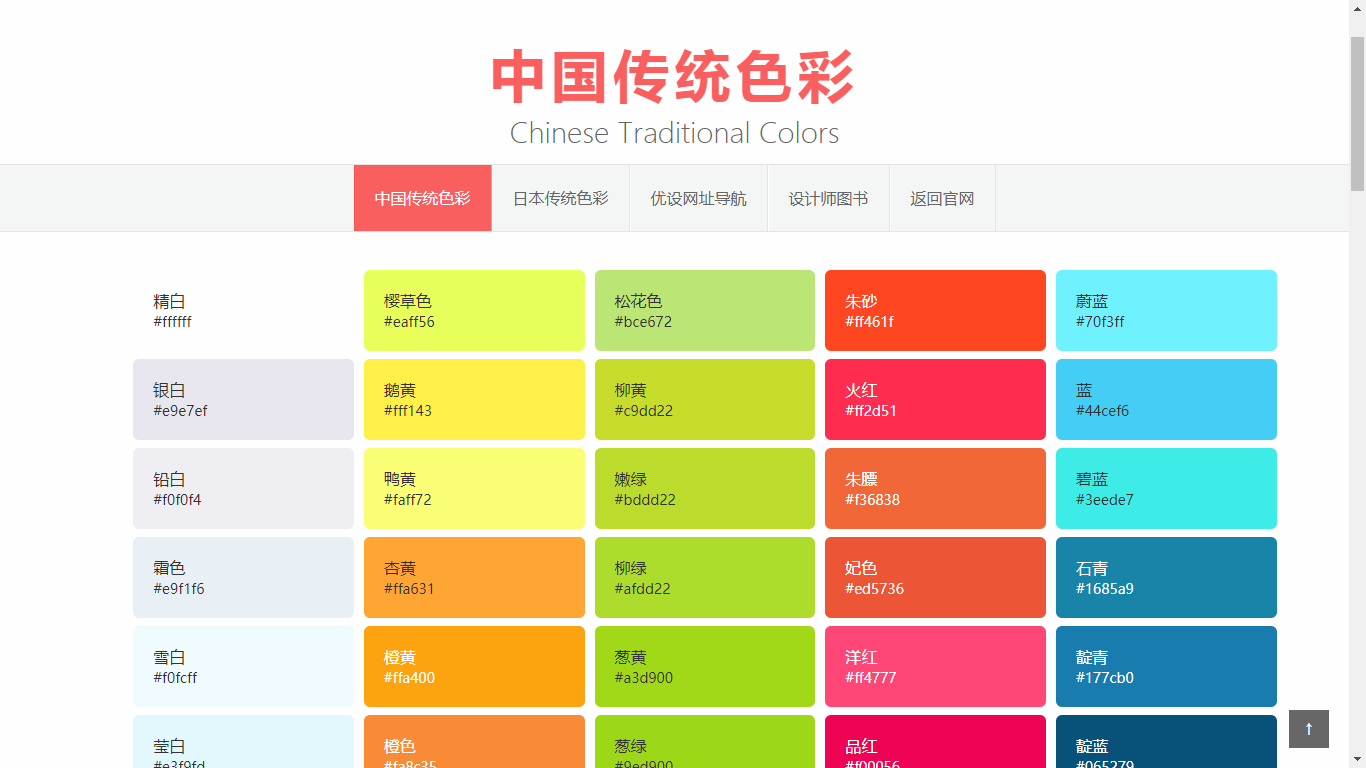 中国传统色彩
Chinese Traditional Colors
中国传统色彩
日本传统色彩
优设网址导航
设计师图书
返回官网
精白
#ffffff
樱草色
#eaff56
松花色
#bce672
朱砂
#ff461f
蔚蓝
#70f3ff
银白
#e9e7ef
鹅黄
#fff143
柳黄
#c9dd22
火红
#ff2d51
蓝
#44cef6
铅白
#f0f0f4
鸭黄
#faff72
嫩绿
#bddd22
朱膘
#f36838
碧蓝
#3eede7
霜色
#e9f1f6
杏黄
#ffa631
柳绿
#afdd22
妃色
#ed5736
石青
#1685a9
雪白
#f0fcff
橙黄
#ffa400
葱黄
#a3d900
洋红
#ff4777
靛青
#177cb0
莹白
#e3f9fd
橙色
#fa8c35
葱绿
#9ed900
品红
#f00056
靛蓝
#065279
↑